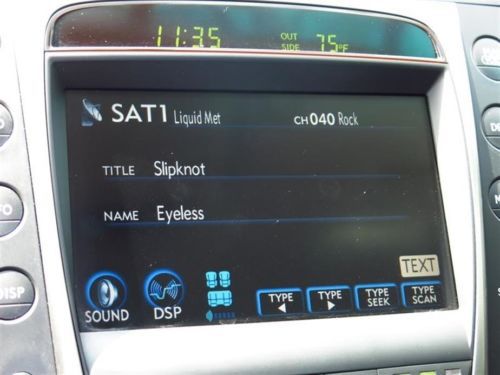 11:35 OUT SIDE 75°F
SAT1 Liquid Met CH040 Rock
TITLE Slipknot
NAME Eyeless
TEXT
SOUND DSP TYPE ◀ TYPE ▶ TYPE SEEK TYPE SCAN
DISP